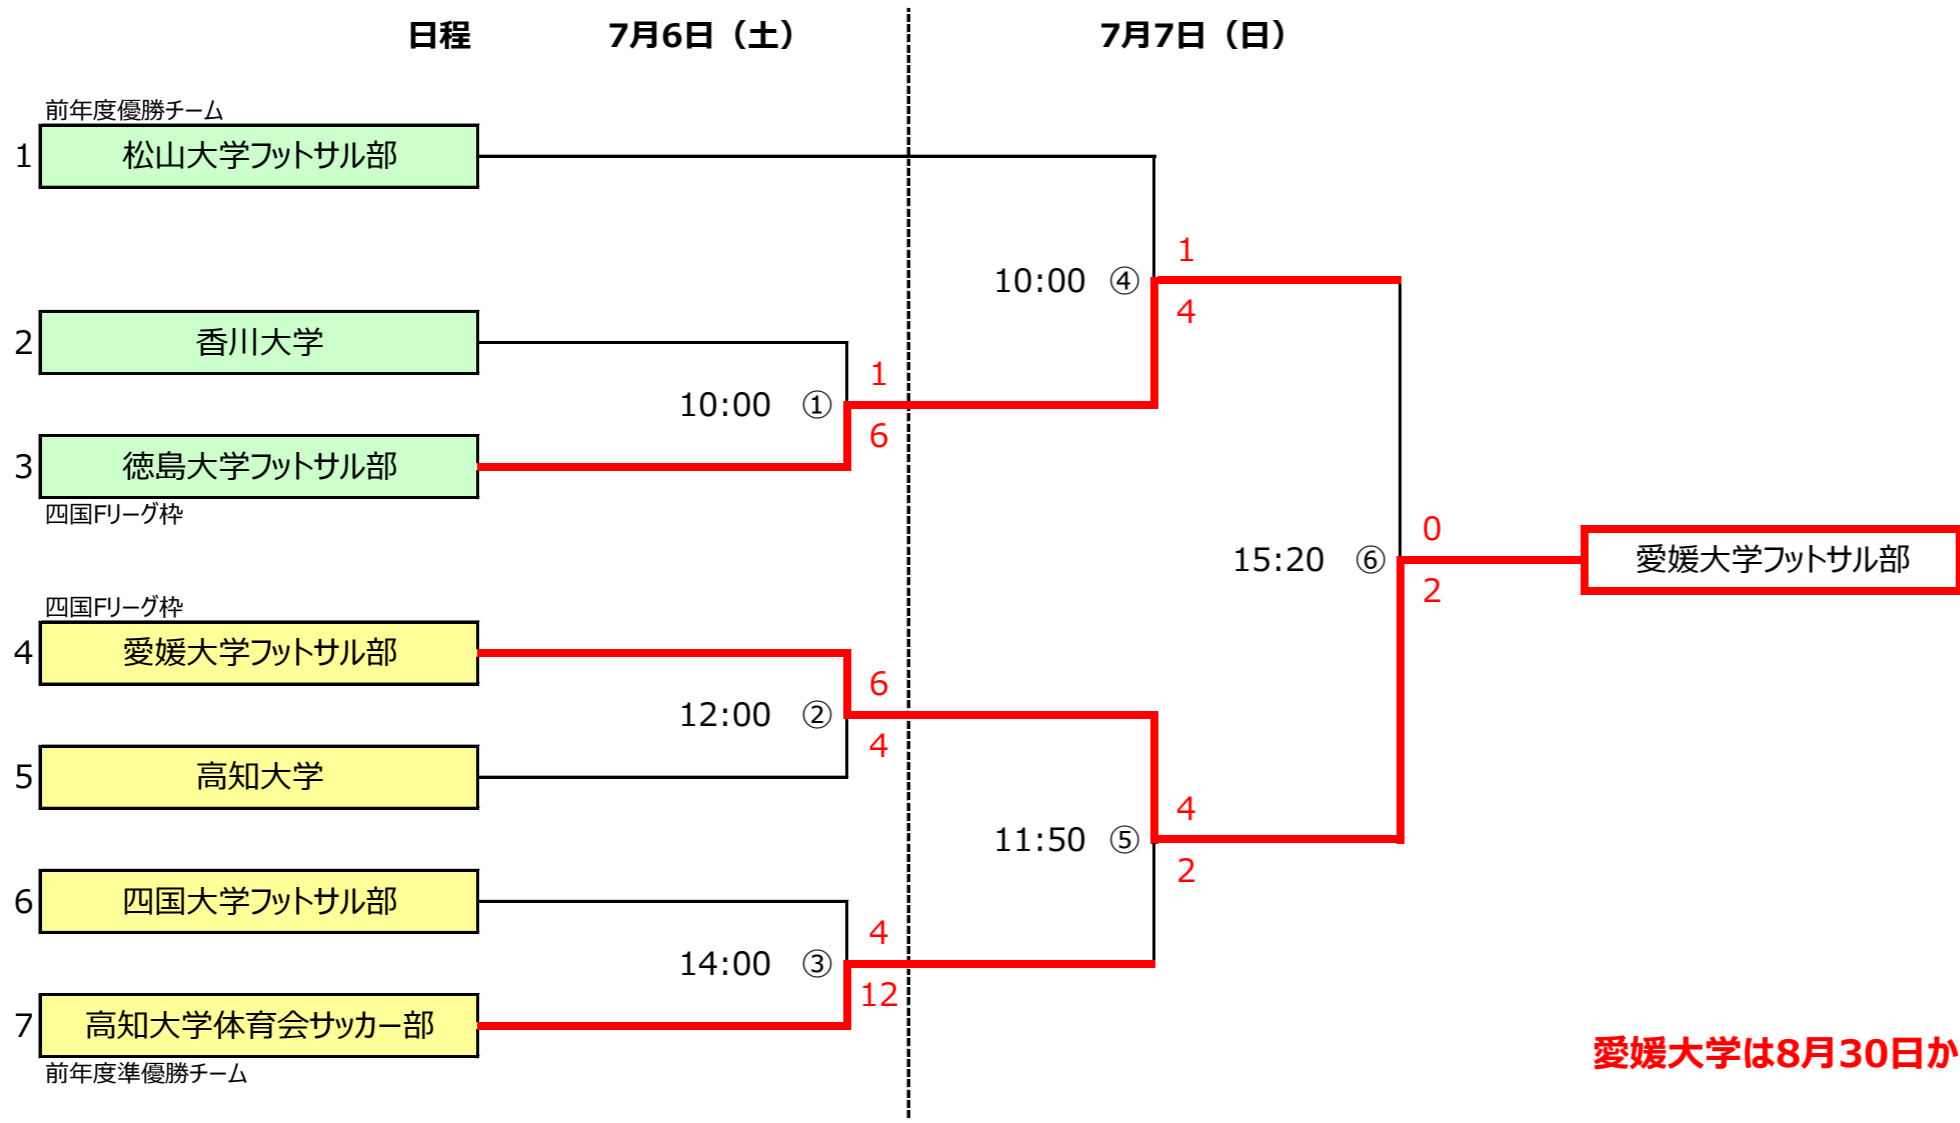 日程 7月6日（土） 7月7日（日）
前年度優勝チーム
1 松山大学フットサル部
1
10:00 ④
4
2 香川大学
1
10:00 ①
6
3 徳島大学フットサル部
四国Fリーグ枠
0
15:20 ⑥ 愛媛大学フットサル部
2
四国Fリーグ枠
4 愛媛大学フットサル部
6
12:00 ②
4
5 高知大学
4
11:50 ⑤
2
6 四国大学フットサル部
4
14:00 ③
12
7 高知大学体育会サッカー部
前年度準優勝チーム
愛媛大学は8月30日か